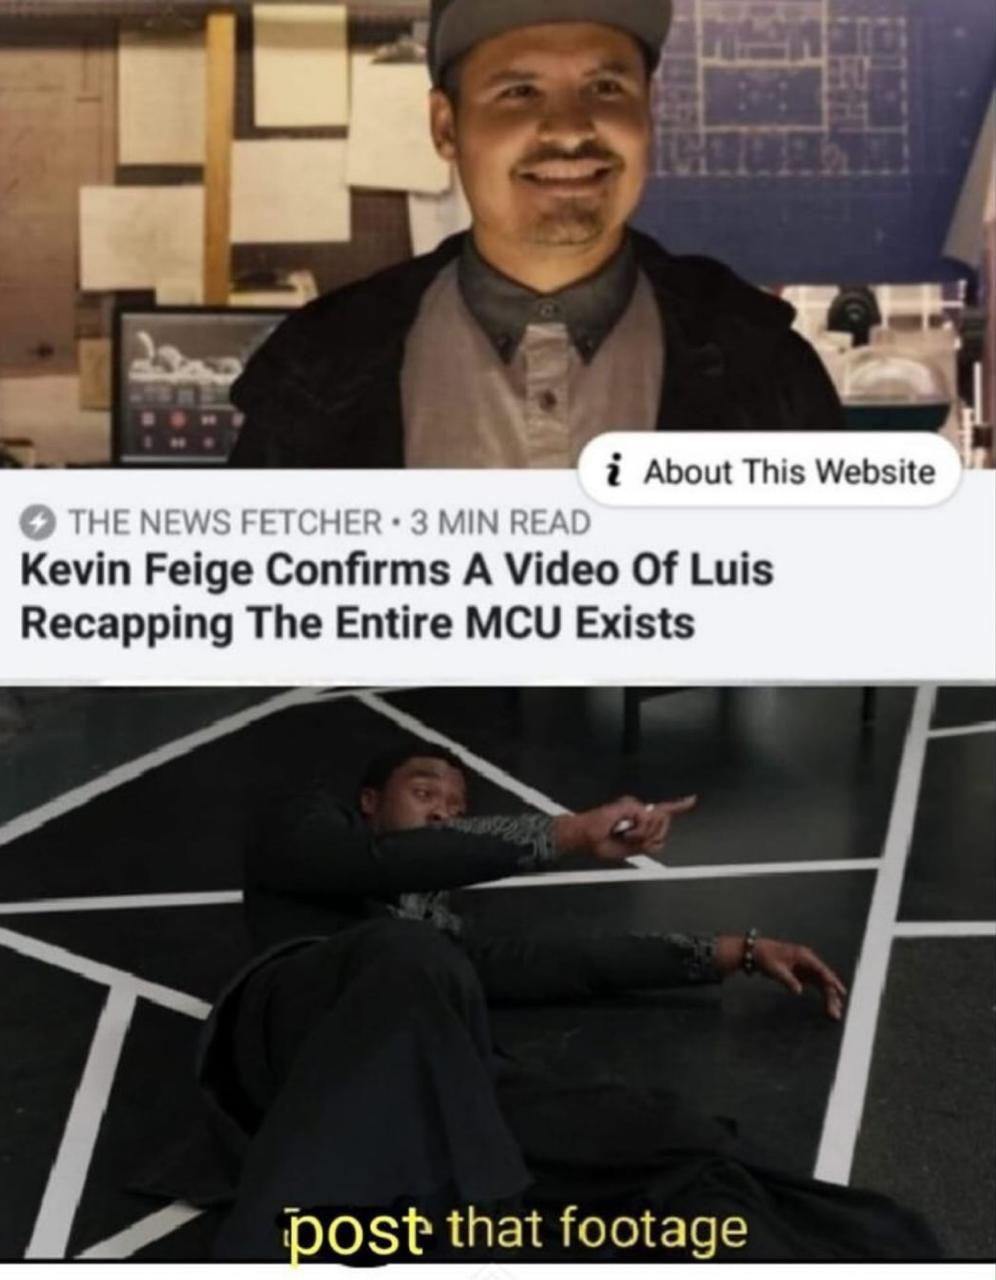 i About This Website
THE NEWS FETCHER • 3 MIN READ
Kevin Feige Confirms A Video Of Luis
Recapping The Entire MCU Exists
post that footage